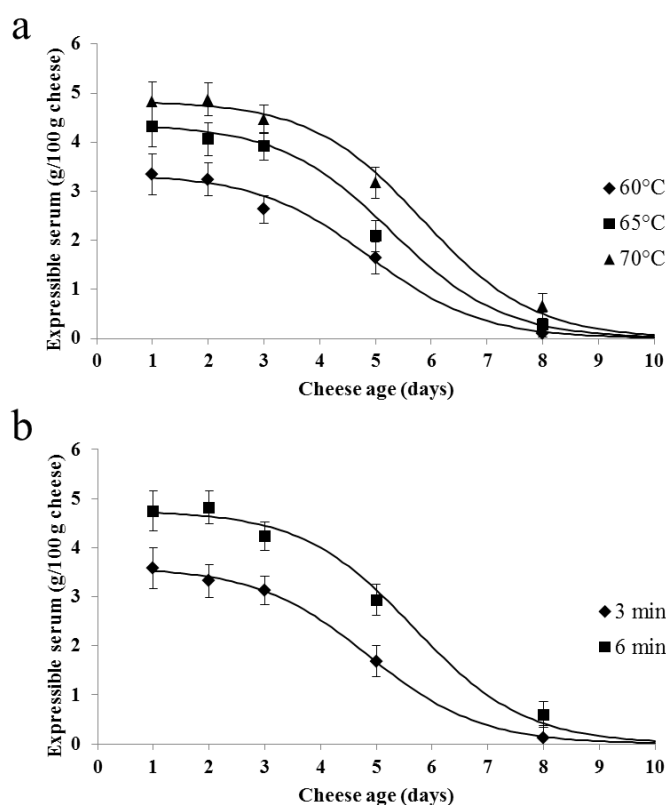 a
Expressible serum (g/100 g cheese)
6
5
4
3
2
1
0
0 1 2 3 4 5 6 7 8 9 10
Cheese age (days)
60°C
65°C
70°C
b
Expressible serum (g/100 g cheese)
6
5
4
3
2
1
0
0 1 2 3 4 5 6 7 8 9 10
Cheese age (days)
3 min
6 min